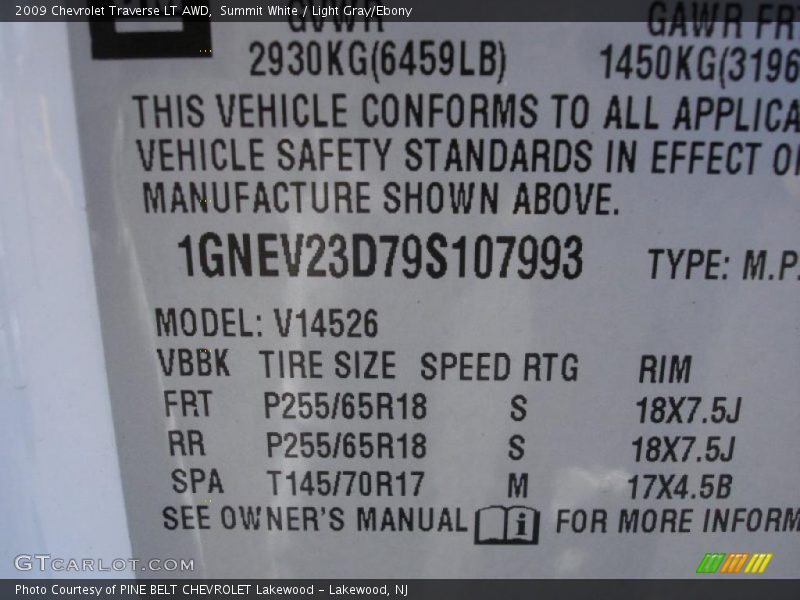 2009 Chevrolet Traverse LT AWD, Summit White / Light Gray/Ebony
GVWR GAWR FRT
2930KG(6459LB) 1450KG(3196
THIS VEHICLE CONFORMS TO ALL APPLICA
VEHICLE SAFETY STANDARDS IN EFFECT O
MANUFACTURE SHOWN ABOVE.
1GNEV23D79S107993 TYPE: M.P.
MODEL: V14526
VBBK TIRE SIZE SPEED RTG RIM
FRT P255/65R18 S 18X7.5J
RR P255/65R18 S 18X7.5J
SPA T145/70R17 M 17X4.5B
SEE OWNER'S MANUAL i FOR MORE INFORM
GTCARLOT.COM
Photo Courtesy of PINE BELT CHEVROLET Lakewood - Lakewood, NJ